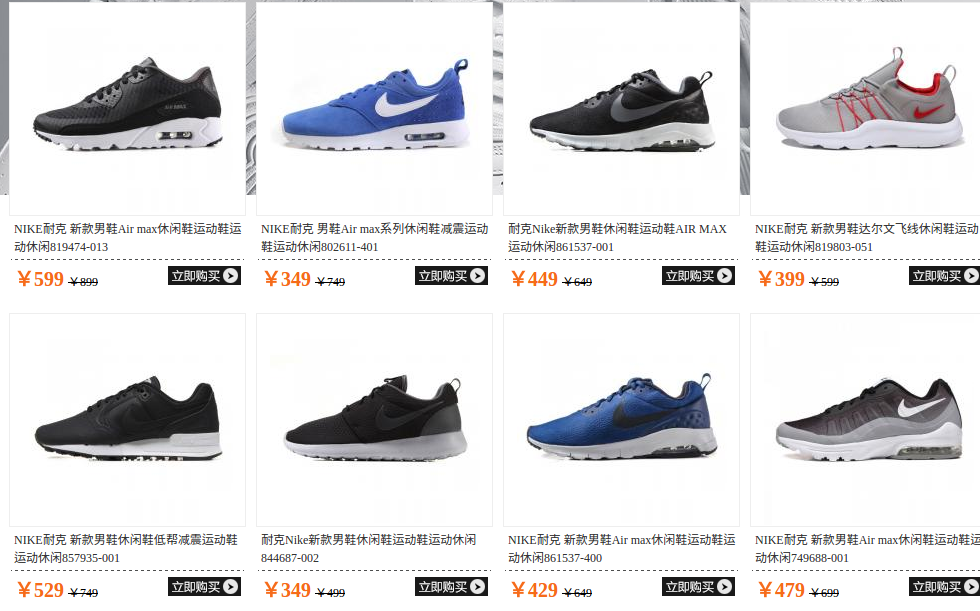 NIKE耐克 新款男鞋Air max休闲鞋运动鞋运
动休闲819474-013
￥599 ￥899 立即购买
NIKE耐克 男鞋Air max系列休闲鞋减震运动
鞋运动休闲802611-401
￥349 ￥749 立即购买
耐克Nike新款男鞋休闲鞋运动鞋AIR MAX
运动休闲861537-001
￥449 ￥649 立即购买
NIKE耐克 新款男鞋达尔文飞线休闲鞋运动
鞋运动休闲819803-051
￥399 ￥599 立即购买
NIKE耐克 新款男鞋休闲鞋低帮减震运动鞋
运动休闲857935-001
￥529 ￥749 立即购买
耐克Nike新款男鞋休闲鞋运动鞋运动休闲
844687-002
￥349 ￥499 立即购买
NIKE耐克 新款男鞋Air max休闲鞋运动鞋运
动休闲861537-400
￥429 ￥649 立即购买
NIKE耐克 新款男鞋Air max休闲鞋运动鞋运
动休闲749688-001
￥479 ￥699 立即购买